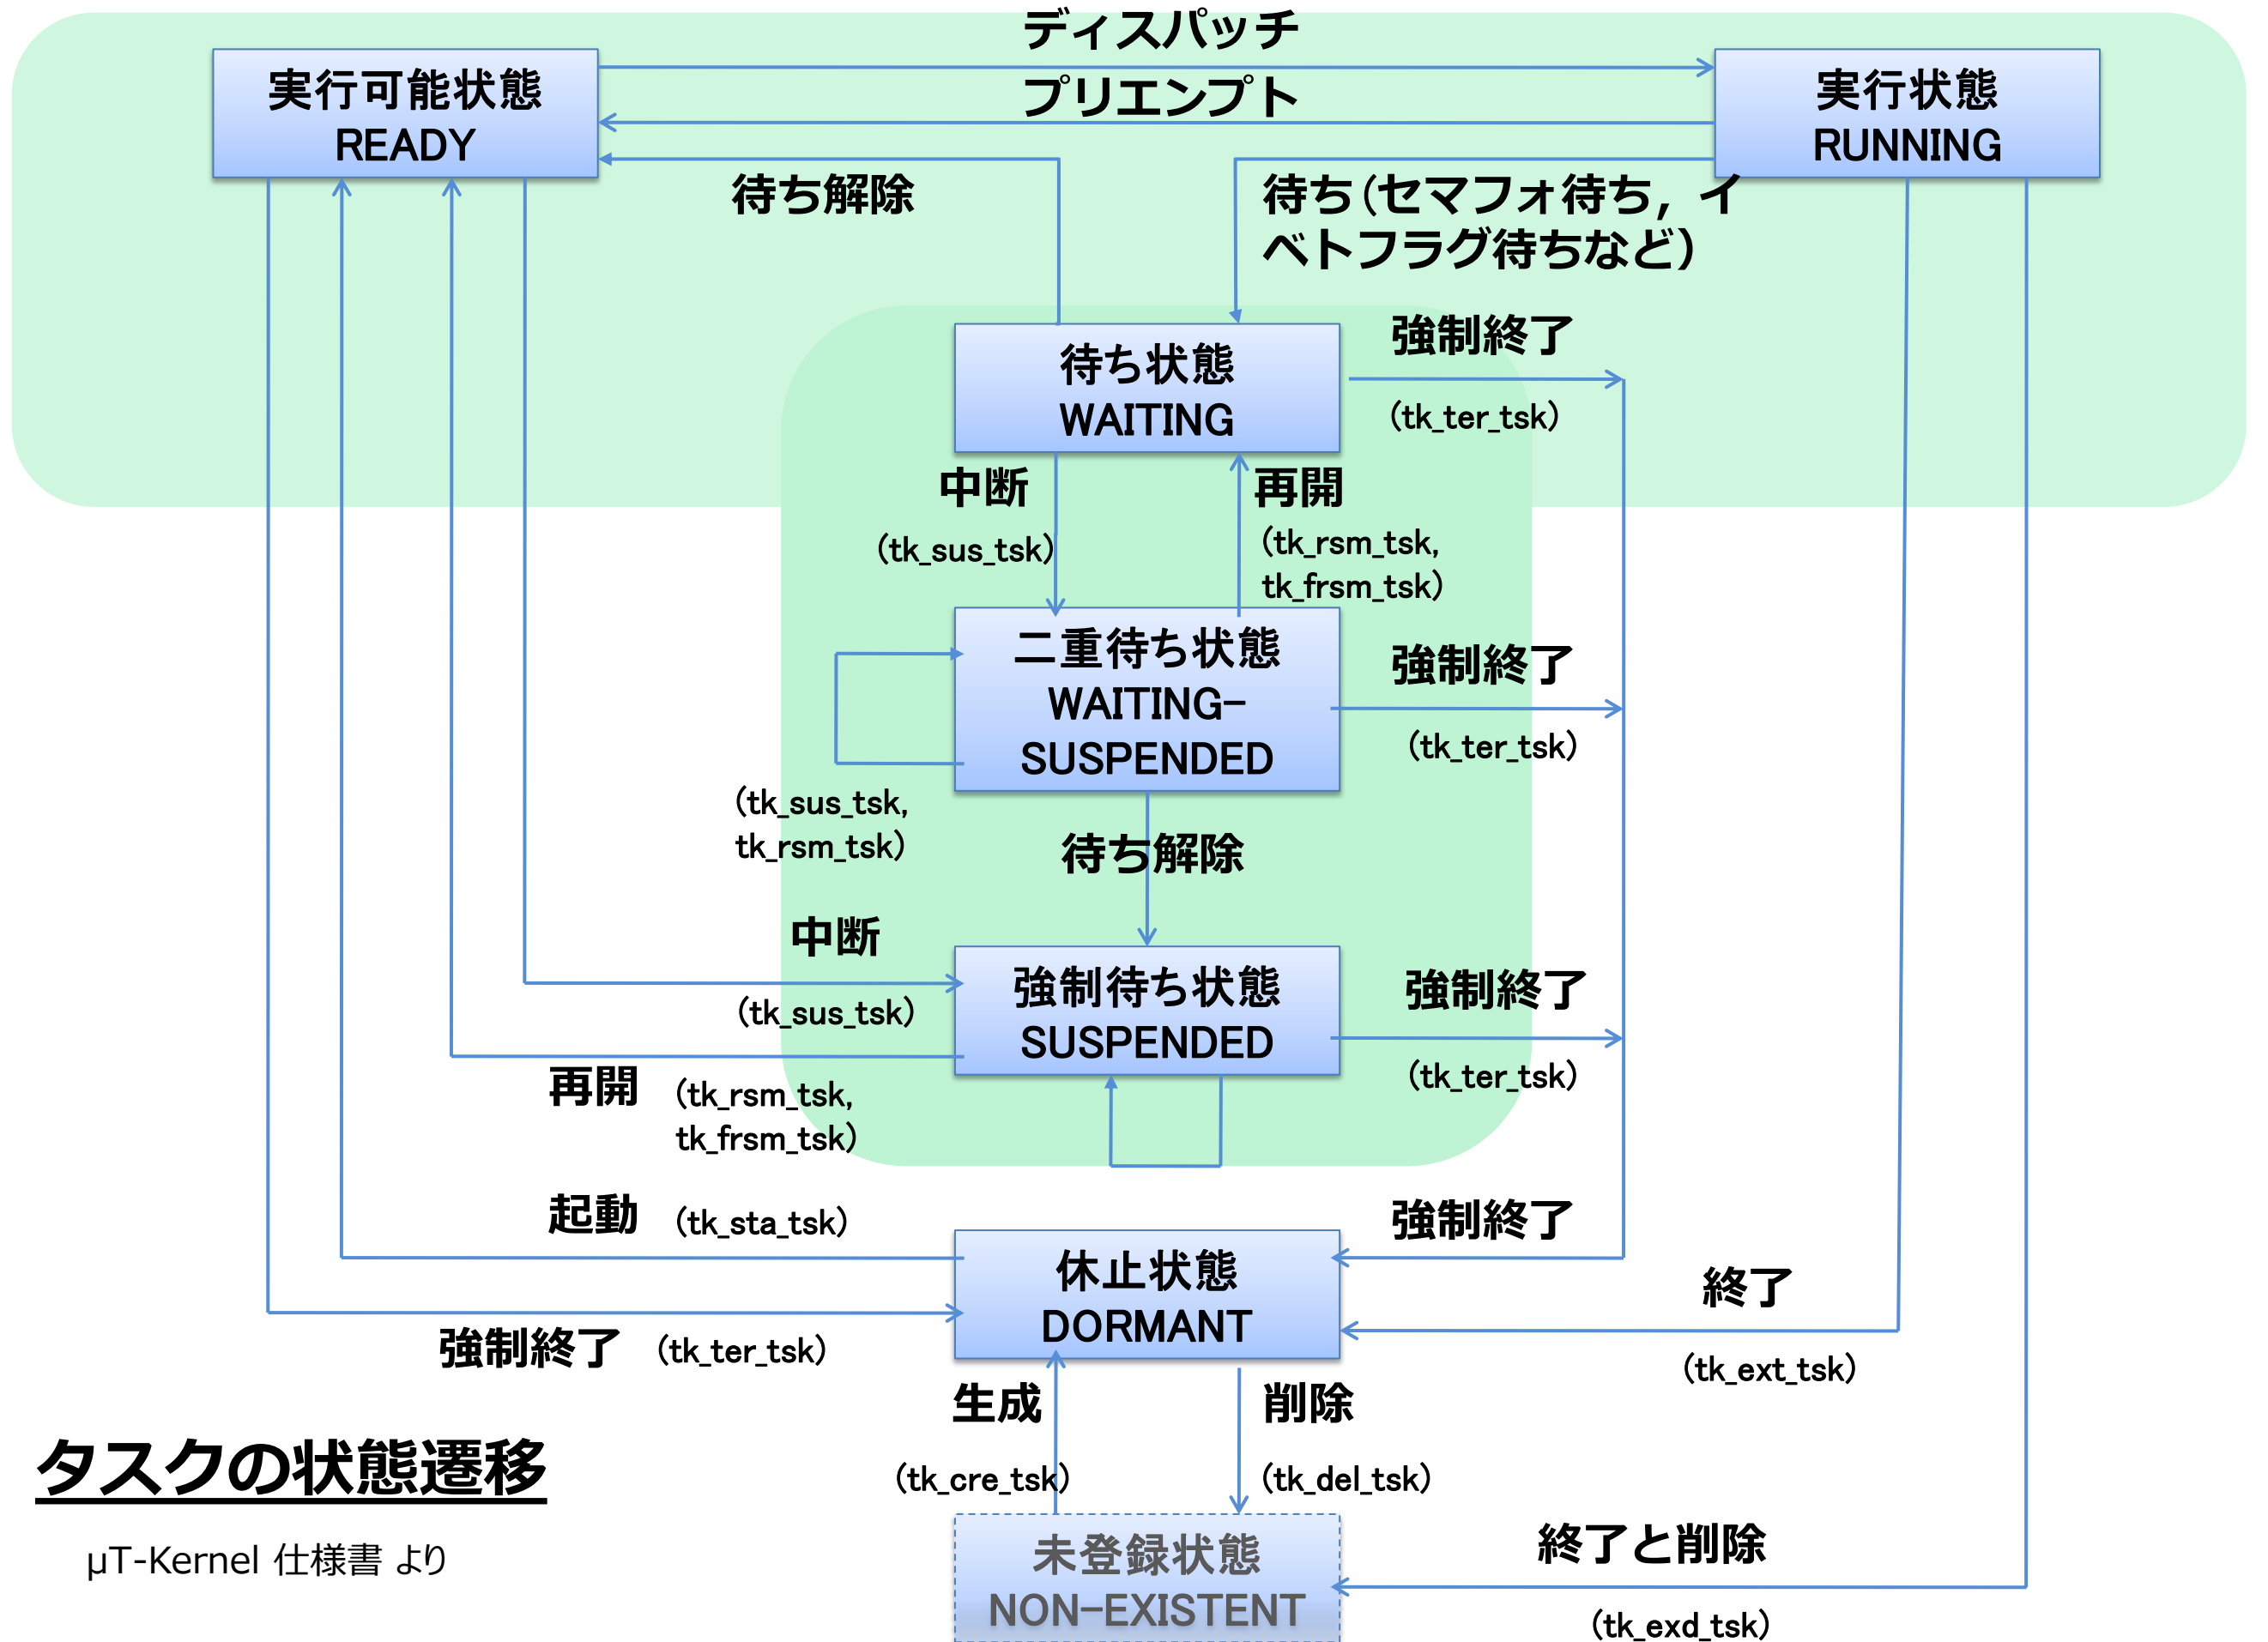 ディスパッチ
プリエンプト
実行可能状態
READY
実行状態
RUNNING
待ち解除
待ち(セマフォ待ち, イ
ベトフラグ待ちなど)
待ち状態
WAITING
強制終了
(tk_ter_tsk)
中断
(tk_sus_tsk)
再開
(tk_rsm_tsk,
tk_frsm_tsk)
二重待ち状態
WAITING-
SUSPENDED
強制終了
(tk_ter_tsk)
(tk_sus_tsk,
tk_rsm_tsk)
待ち解除
中断
(tk_sus_tsk)
強制待ち状態
SUSPENDED
強制終了
(tk_ter_tsk)
再開
(tk_rsm_tsk,
tk_frsm_tsk)
起動
(tk_sta_tsk)
強制終了
休止状態
DORMANT
終了
(tk_ext_tsk)
強制終了
(tk_ter_tsk)
生成
(tk_cre_tsk)
削除
(tk_del_tsk)
タスクの状態遷移
μT-Kernel 仕様書 より
未登録状態
NON-EXISTENT
終了と削除
(tk_exd_tsk)